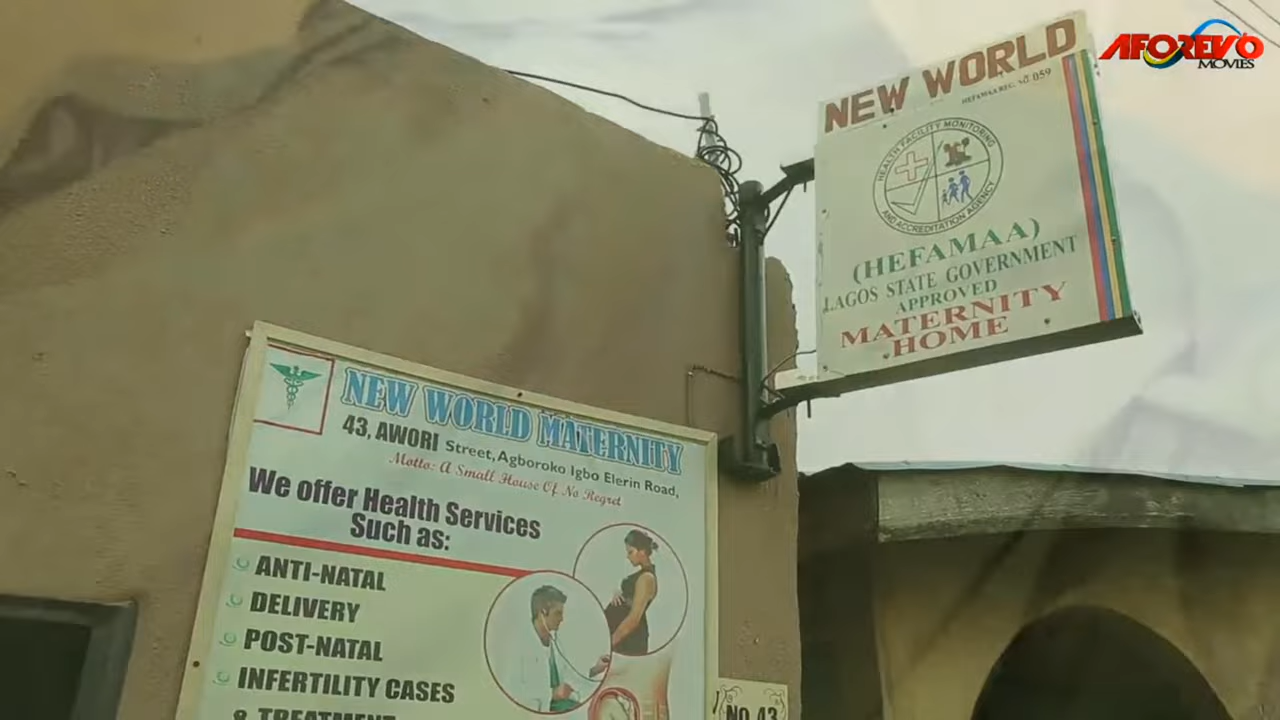 AFOREVO
MOVIES
NEW WORLD
HEFAMAA REG. NO. 059
HEALTH FACILITY MONITORING
AND ACCREDITATION AGENCY
(HEFAMAA)
LAGOS STATE GOVERNMENT
APPROVED
MATERNITY
HOME
NEW WORLD MATERNITY
43, AWORI Street, Agboroko Igbo Elerin Road,
Motto: A Small House Of No Regret
We offer Health Services
Such as:
ANTI-NATAL
DELIVERY
POST-NATAL
INFERTILITY CASES
& TREATMENT
NO 43